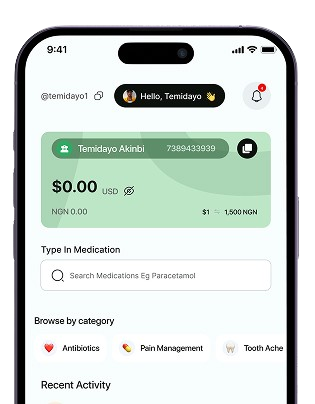 9:41
@temidayo1
Hello, Temidayo 👋
Temidayo Akinbi 7389433939
$0.00 USD
NGN 0.00 $1 1,500 NGN
Type In Medication
Search Medications Eg Paracetamol
Browse by category
Antibiotics Pain Management Tooth Ache
Recent Activity